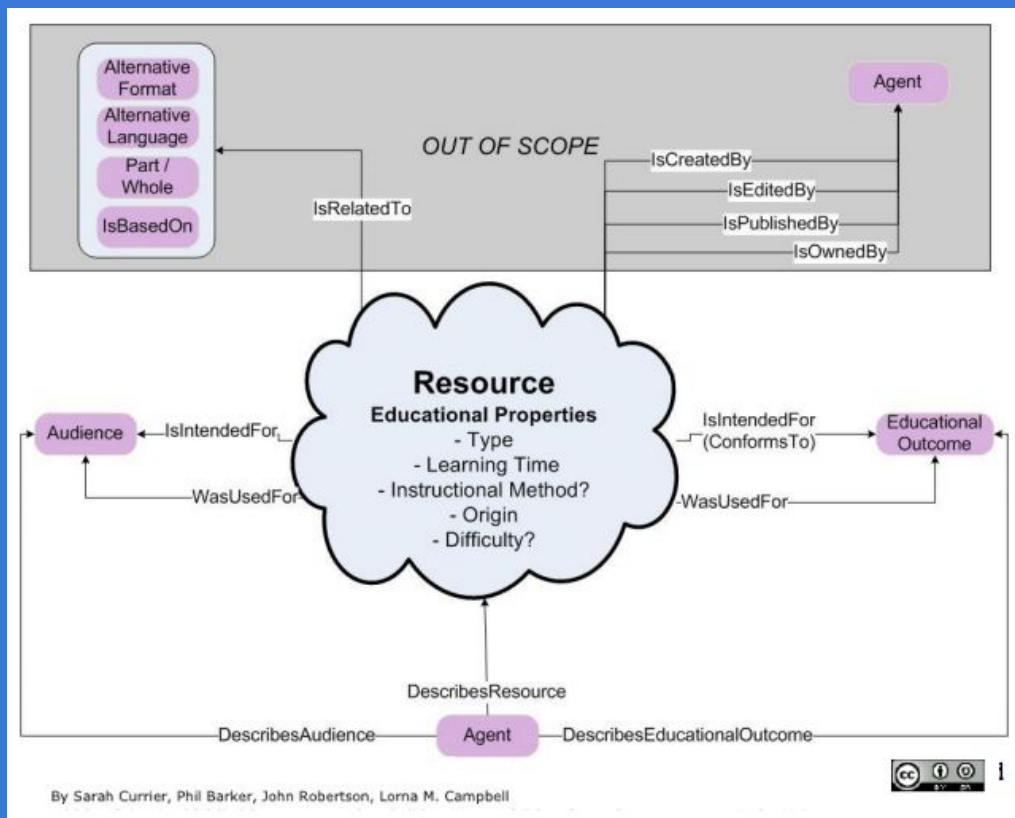 Alternative
Format
Alternative
Language
Part /
Whole
IsBasedOn
OUT OF SCOPE
Agent
IsCreatedBy
IsEditedBy
IsPublishedBy
IsOwnedBy
IsRelatedTo
Resource
Educational Properties
- Type
- Learning Time
- Instructional Method?
- Origin
- Difficulty?
Audience
IsIntendedFor
WasUsedFor
IsIntendedFor
(ConformsTo)
Educational
Outcome
WasUsedFor
DescribesResource
DescribesAudience
Agent
DescribesEducationalOutcome
cc
By Sarah Currier, Phil Barker, John Robertson, Lorna M. Campbell